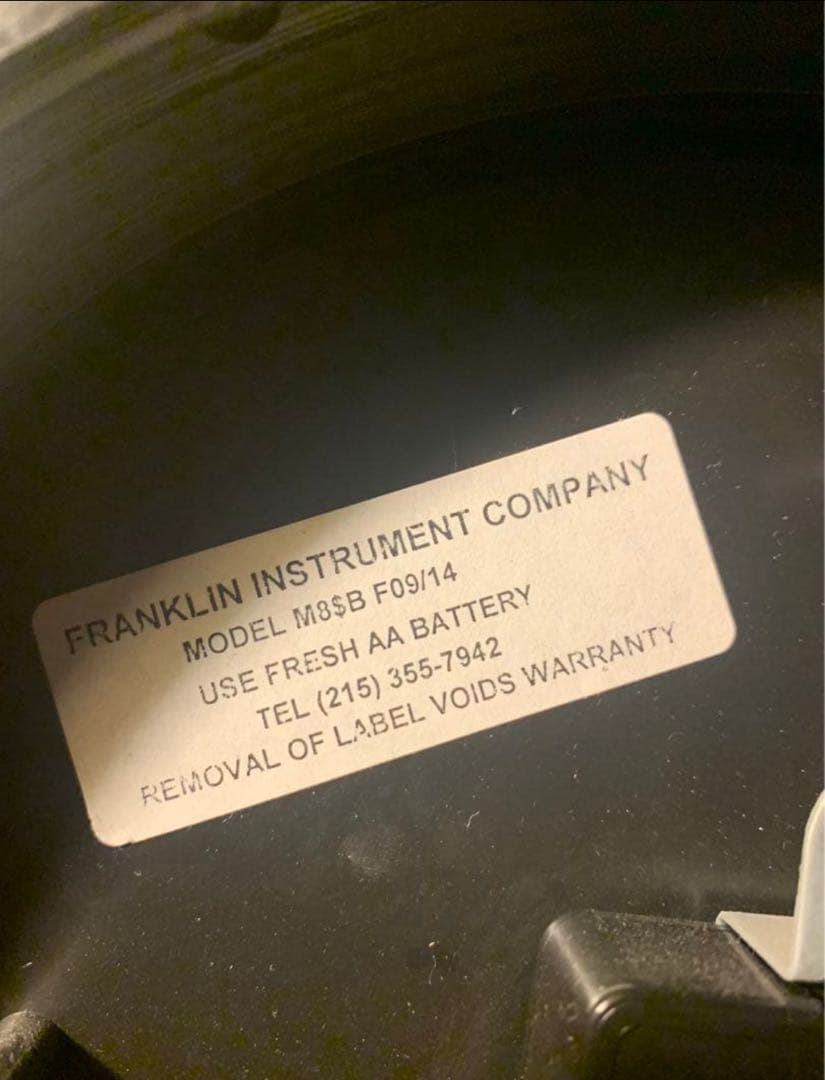 FRANKLIN INSTRUMENT COMPANY
MODEL M8$B F09/14
USE FRESH AA BATTERY
TEL (215) 355-7942
REMOVAL OF LABEL VOIDS WARRANTY